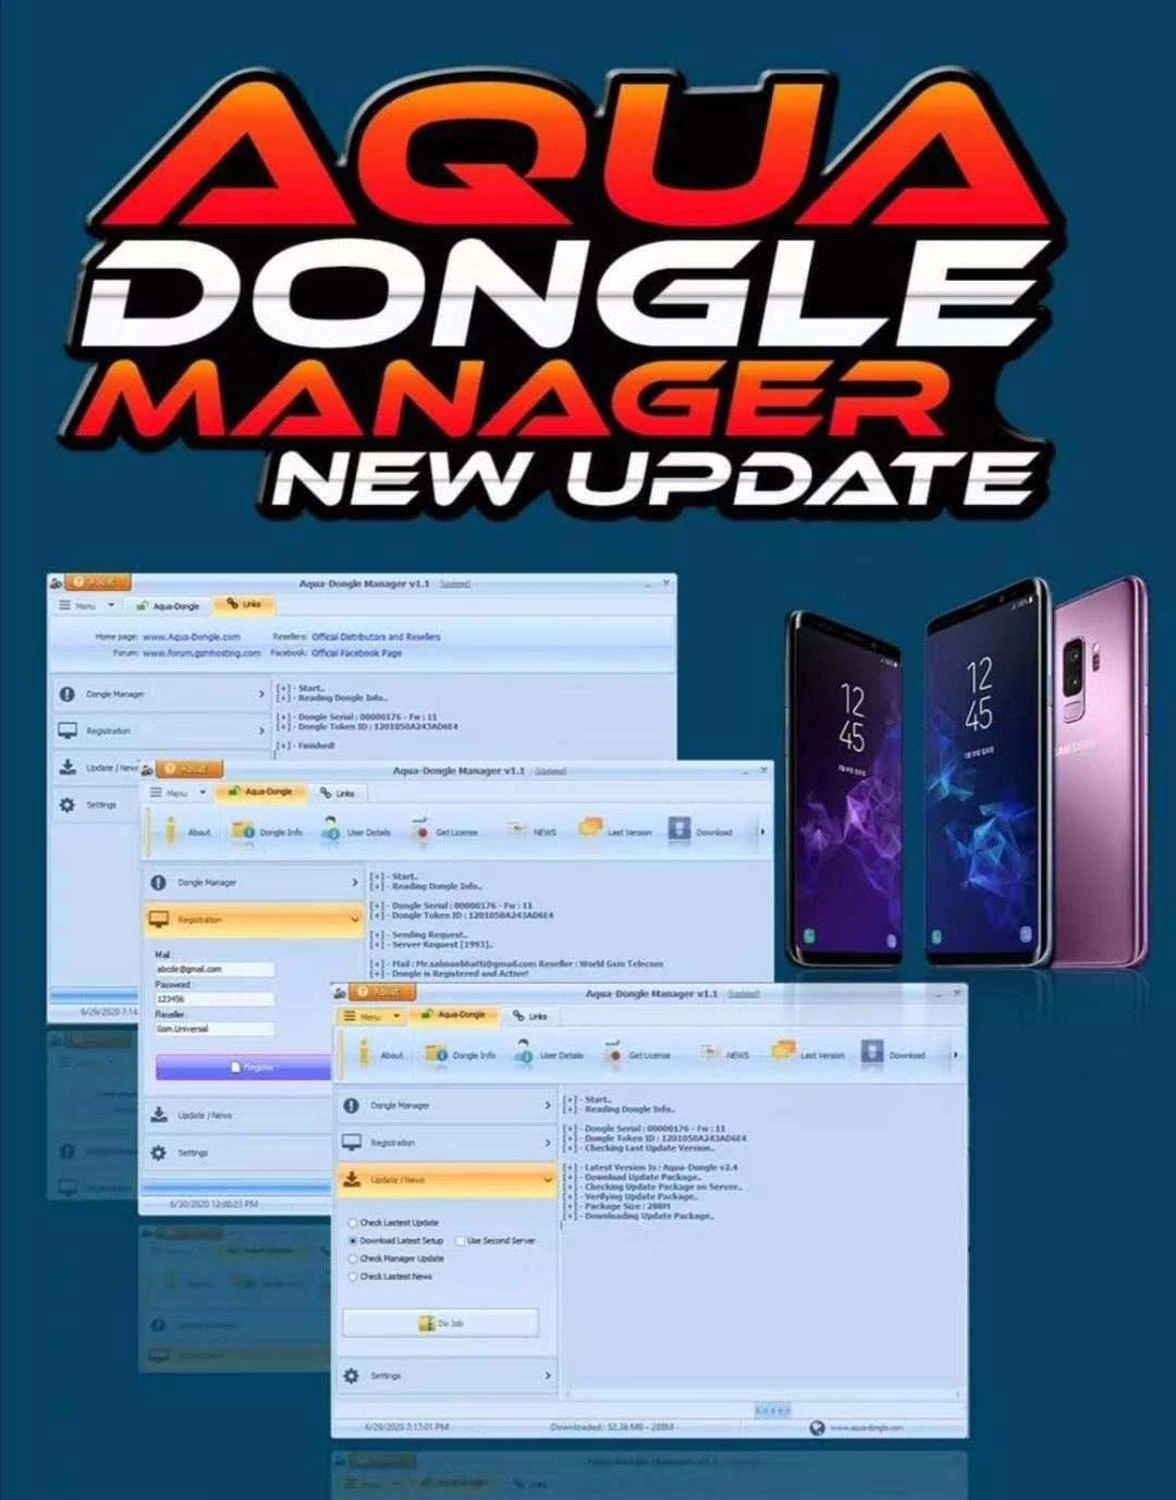 AQUA
DONGLE
MANAGER
NEW UPDATE
About
Aqua-Dongle Manager v1.1 [Updated]
Menu Aqua-Dongle Links
Home page: www.Aqua-Dongle.com Resellers: Official Distributors and Resellers
Forum: www.forum.gsmhosting.com Facebook: Official Facebook Page
Dongle Manager
Registration
Update / News
Settings
[+] - Start..
[+] - Reading Dongle Info..
[+] - Dongle Serial : 00000176 - Fw : 11
[+] - Dongle Token ID : 1201050A243AD6E4
[+] - Finished!
6/29/2020 7:14
About
Aqua-Dongle Manager v1.1 [Updated]
Menu Aqua-Dongle Links
About Dongle Info User Details Get License NEWS Last Version Download
Dongle Manager
Registration
Mail:
abcde@gmail.com
Password:
123456
Reseller:
Gsm.Universal
Register
Update / News
Settings
[+] - Start..
[+] - Reading Dongle Info..
[+] - Dongle Serial : 00000176 - Fw : 11
[+] - Dongle Token ID : 1201050A243AD6E4
[+] - Sending Request..
[+] - Server Request [1993]..
[+] - Mail : Mr.salmanbhatti@gmail.com Reseller : World Gsm Telecom
[+] - Dongle is Registered and Active!
6/30/2020 12:08:23 PM
About
Aqua-Dongle Manager v1.1 [Updated]
Menu Aqua-Dongle Links
About Dongle Info User Details Get License NEWS Last Version Download
Dongle Manager
Registration
Update / News
Check Lastest Update
Download Latest Setup Use Second Server
Check Manager Update
Check Lastest News
Do Job
Settings
[+] - Start..
[+] - Reading Dongle Info..
[+] - Dongle Serial : 00000176 - Fw : 11
[+] - Dongle Token ID : 1201050A243AD6E4
[+] - Checking Last Update Version..
[+] - Latest Version Is : Aqua-Dongle v2.4
[+] - Download Update Package..
[+] - Checking Update Package on Server..
[+] - Verifying Update Package..
[+] - Package Size : 288M
[+] - Downloading Update Package..
6/29/2020 7:17:01 PM Downloaded : 52.36 MB - 288M www.aqua-dongle.com
12
45
12
45
SAMSUNG